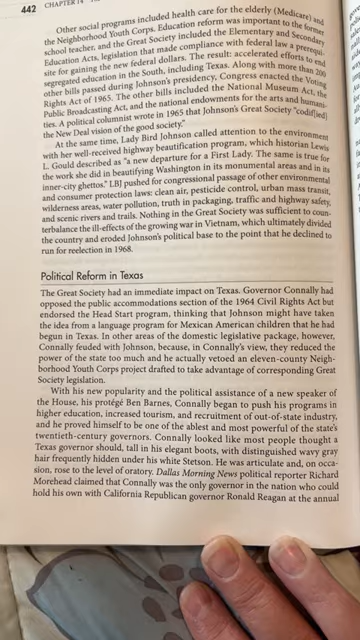 442 CHAPTER 14
Other social programs included health care for the elderly (Medicare) and
the Neighborhood Youth Corps. Education reform was important to the former
school teacher, and the Great Society included the Elementary and Secondary
Education Acts, legislation that made compliance with federal law a prerequi-
site for gaining the new federal dollars. The result: accelerated efforts to end
segregated education in the South, including Texas. Along with more than 200
other bills passed during Johnson's presidency, Congress enacted the Voting
Rights Act of 1965. The other bills included the National Museum Act, the
Public Broadcasting Act, and the national endowments for the arts and humani-
ties. A political columnist wrote in 1965 that Johnson's Great Society "codif[ied]
the New Deal vision of the good society."
At the same time, Lady Bird Johnson called attention to the environment
with her well-received highway beautification program, which historian Lewis
L. Gould described as "a new departure for a First Lady. The same is true for
the work she did in beautifying Washington in its monumental areas and in its
inner-city ghettos." LBJ pushed for congressional passage of other environmental
and consumer protection laws: clean air, pesticide control, urban mass transit,
wilderness areas, water pollution, truth in packaging, traffic and highway safety,
and scenic rivers and trails. Nothing in the Great Society was sufficient to coun-
terbalance the ill-effects of the growing war in Vietnam, which ultimately divided
the country and eroded Johnson's political base to the point that he declined to
run for reelection in 1968.
Political Reform in Texas
The Great Society had an immediate impact on Texas. Governor Connally had
opposed the public accommodations section of the 1964 Civil Rights Act but
endorsed the Head Start program, thinking that Johnson might have taken
the idea from a language program for Mexican American children that he had
begun in Texas. In other areas of the domestic legislative package, however,
Connally feuded with Johnson, because, in Connally's view, they reduced the
power of the state too much and he actually vetoed an eleven-county Neigh-
borhood Youth Corps project drafted to take advantage of corresponding Great
Society legislation.
With his new popularity and the political assistance of a new speaker of
the House, his protégé Ben Barnes, Connally began to push his programs in
higher education, increased tourism, and recruitment of out-of-state industry,
and he proved himself to be one of the ablest and most powerful of the state's
twentieth-century governors. Connally looked like most people thought a
Texas governor should, tall in his elegant boots, with distinguished wavy gray
hair frequently hidden under his white Stetson. He was articulate and, on occa-
sion, rose to the level of oratory. Dallas Morning News political reporter Richard
Morehead claimed that Connally was the only governor in the nation who could
hold his own with California Republican governor Ronald Reagan at the annual